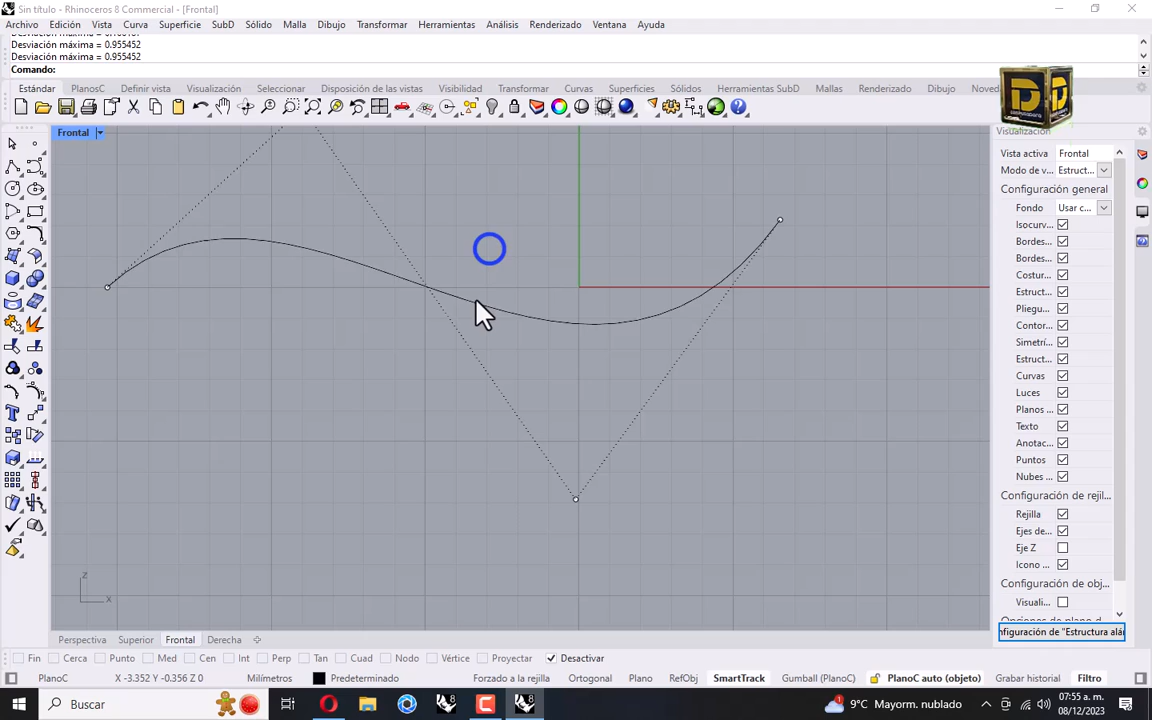 Sin título - Rhinoceros 8 Commercial - [Frontal]
Archivo Edición Vista Curva Superficie SubD Sólido Malla Dibujo Transformar Herramientas Análisis Renderizado Ventana Ayuda
Desviación máxima = 0.955452
Desviación máxima = 0.955452
Comando:
Estándar PlanosC Definir vista Visualización Seleccionar Disposición de las vistas Visibilidad Transformar Curvas Superficies Sólidos Herramientas SubD Mallas Renderizado Dibujo Noved
Frontal
Visualización
Vista activa Frontal
Modo de v... Estruct...
Configuración general
Fondo Usar c...
Isocurv...
Bordes...
Bordes...
Costur...
Estruct...
Pliegu...
Contor...
Simetrí...
Estruct...
Curvas
Luces
Planos ...
Texto
Anotac...
Puntos
Nubes ...
Configuración de rejil
Rejilla
Ejes de...
Eje Z
Icono ...
Configuración de obj
Visuali...
nfiguración de "Estructura alá
z
x
Perspectiva Superior Frontal Derecha
Fin Cerca Punto Med Cen Int Perp Tan Cuad Nodo Vértice Proyectar Desactivar
PlanoC X -3.352 Y -0.356 Z 0 Milímetros Predeterminado Forzado a la rejilla Ortogonal Plano RefObj SmartTrack Gumball (PlanoC) PlanoC auto (objeto) Grabar historial Filtro
Buscar 9°C Mayorm. nublado 07:55 a. m.
08/12/2023